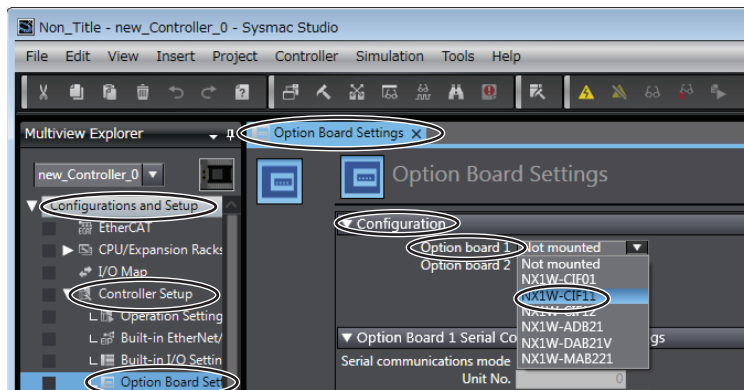 Non_Title - new_Controller_0 - Sysmac Studio
File Edit View Insert Project Controller Simulation Tools Help
Multiview Explorer
Option Board Settings
new_Controller_0
Configurations and Setup
EtherCAT
CPU/Expansion Racks
I/O Map
Controller Setup
Operation Setting
Built-in EtherNet/
Built-in I/O Settin
Option Board Sett
Option Board Settings
Configuration
Option board 1 Not mounted
Option board 2
Not mounted
NX1W-CIF01
NX1W-CIF11
NX1W-CIF12
NX1W-ADB21
NX1W-DAB21V
NX1W-MAB221
Option Board 1 Serial Co gs
Serial communications mode
Unit No. 0